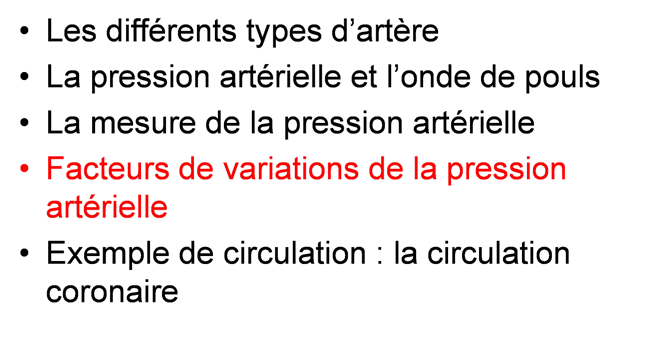 • Les différents types d’artère
• La pression artérielle et l’onde de pouls
• La mesure de la pression artérielle
• Facteurs de variations de la pression
artérielle
• Exemple de circulation : la circulation
coronaire